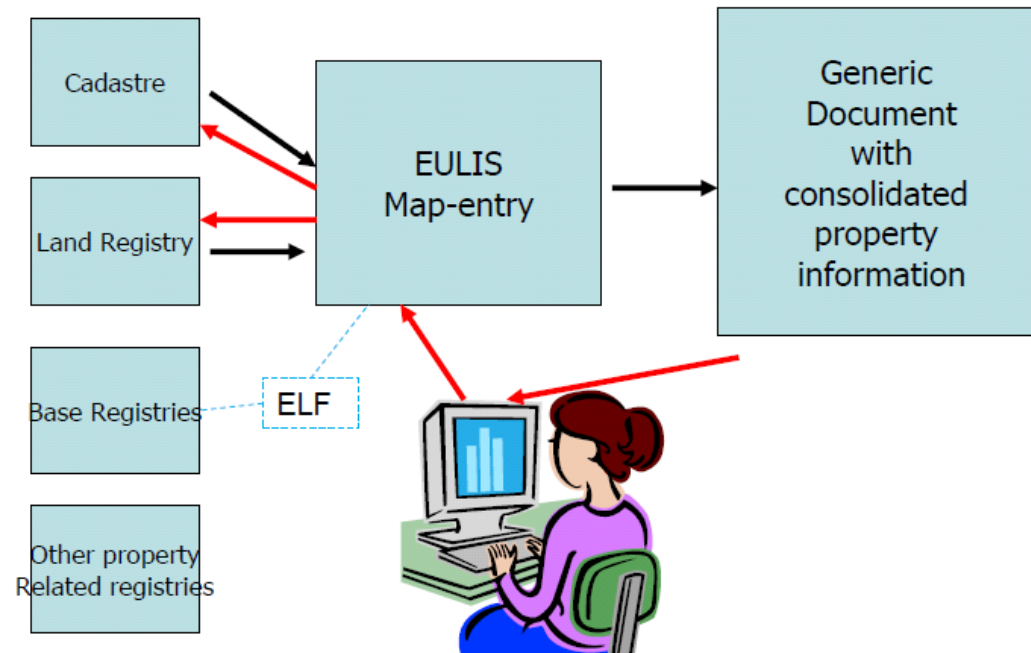 Cadastre
Land Registry
Base Registries
Other property
Related registries
EULIS
Map-entry
ELF
Generic
Document
with
consolidated
property
information